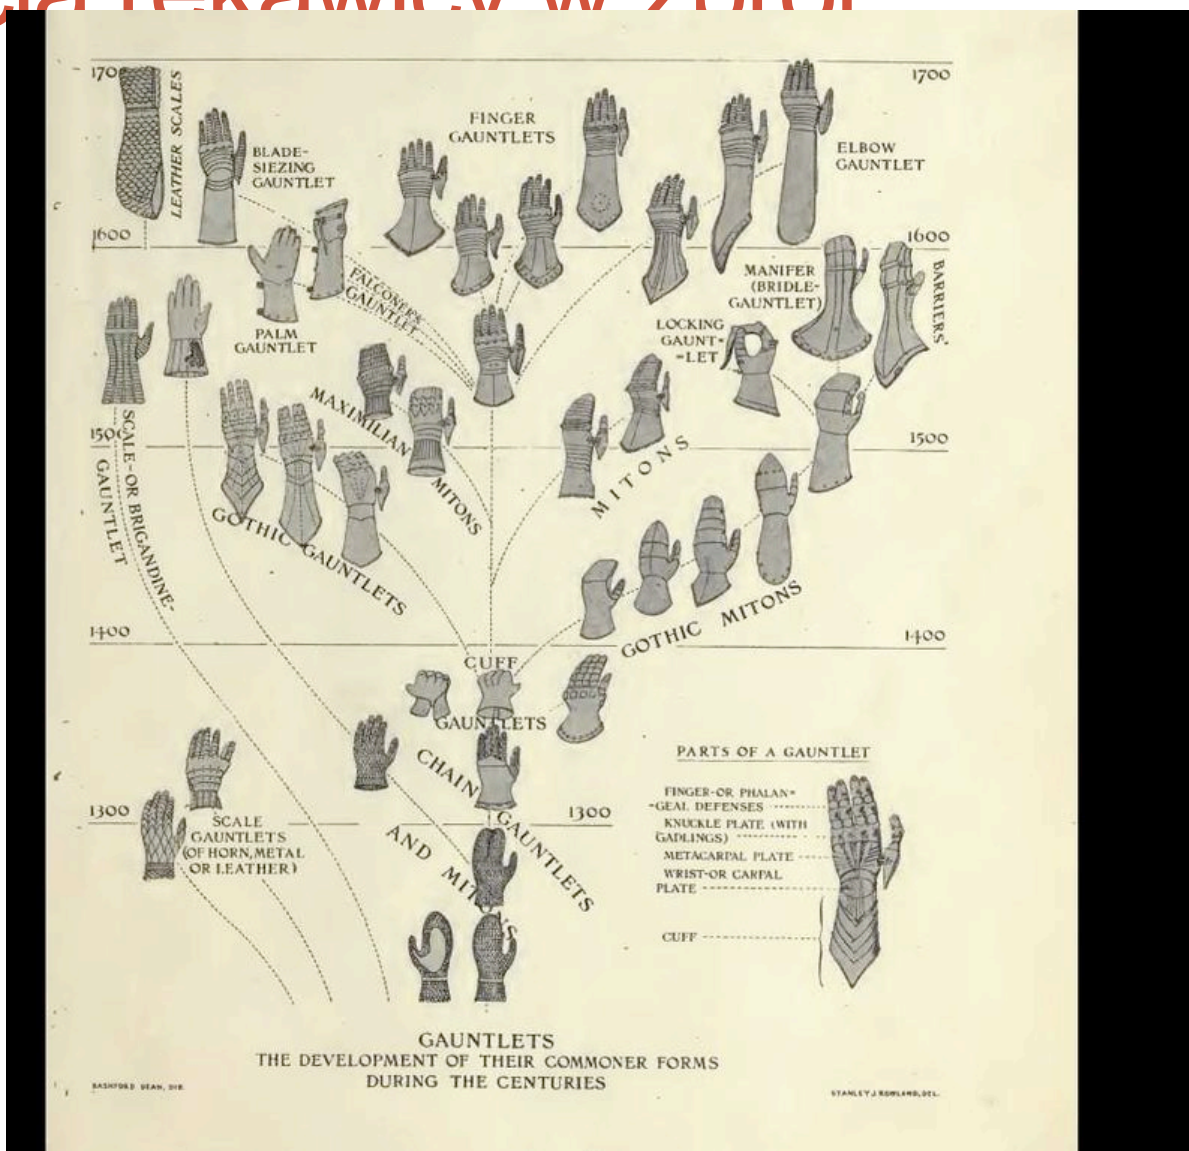 rękawicy w zbroi
1700
LEATHER SCALES
BLADE-
SIEZING
GAUNTLET
FINGER
GAUNTLETS
ELBOW
GAUNTLET
1600
1600
PALM
GAUNTLET
FALCONER'S
GAUNTLET
MANIFER
(BRIDLE-
GAUNTLET)
BARRIERS'
LOCKING
GAUNT=
=LET
MAXIMILIAN
MITONS
MITONS
1500
SCALE-OR BRIGANDINE-
GAUNTLET
GOTHIC GAUNTLETS
GOTHIC MITONS
1400
1400
CUFF
GAUNTLETS
CHAIN GAUNTLETS
AND MITONS
1300
1300
SCALE
GAUNTLETS
(OF HORN, METAL
OR LEATHER)
PARTS OF A GAUNTLET
FINGER-OR PHALAN=
=GEAL DEFENSES
KNUCKLE PLATE (WITH
GADLINGS)
METACARPAL PLATE
WRIST-OR CARPAL
PLATE
CUFF
GAUNTLETS
THE DEVELOPMENT OF THEIR COMMONER FORMS
DURING THE CENTURIES
BASHFORD DEAN, DIR.
STANLEY J. ROWLAND, DEL.